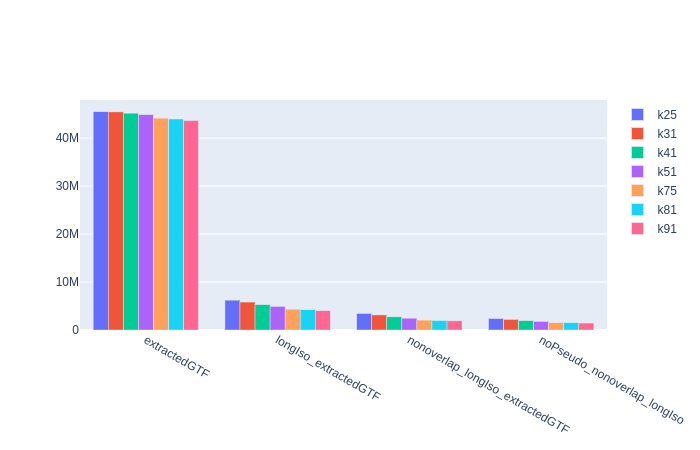 40M
30M
20M
10M
0
extractedGTF
longIso_extractedGTF
nonoverlap_longIso_extractedGTF
noPseudo_nonoverlap_longIso
k25
k31
k41
k51
k75
k81
k91